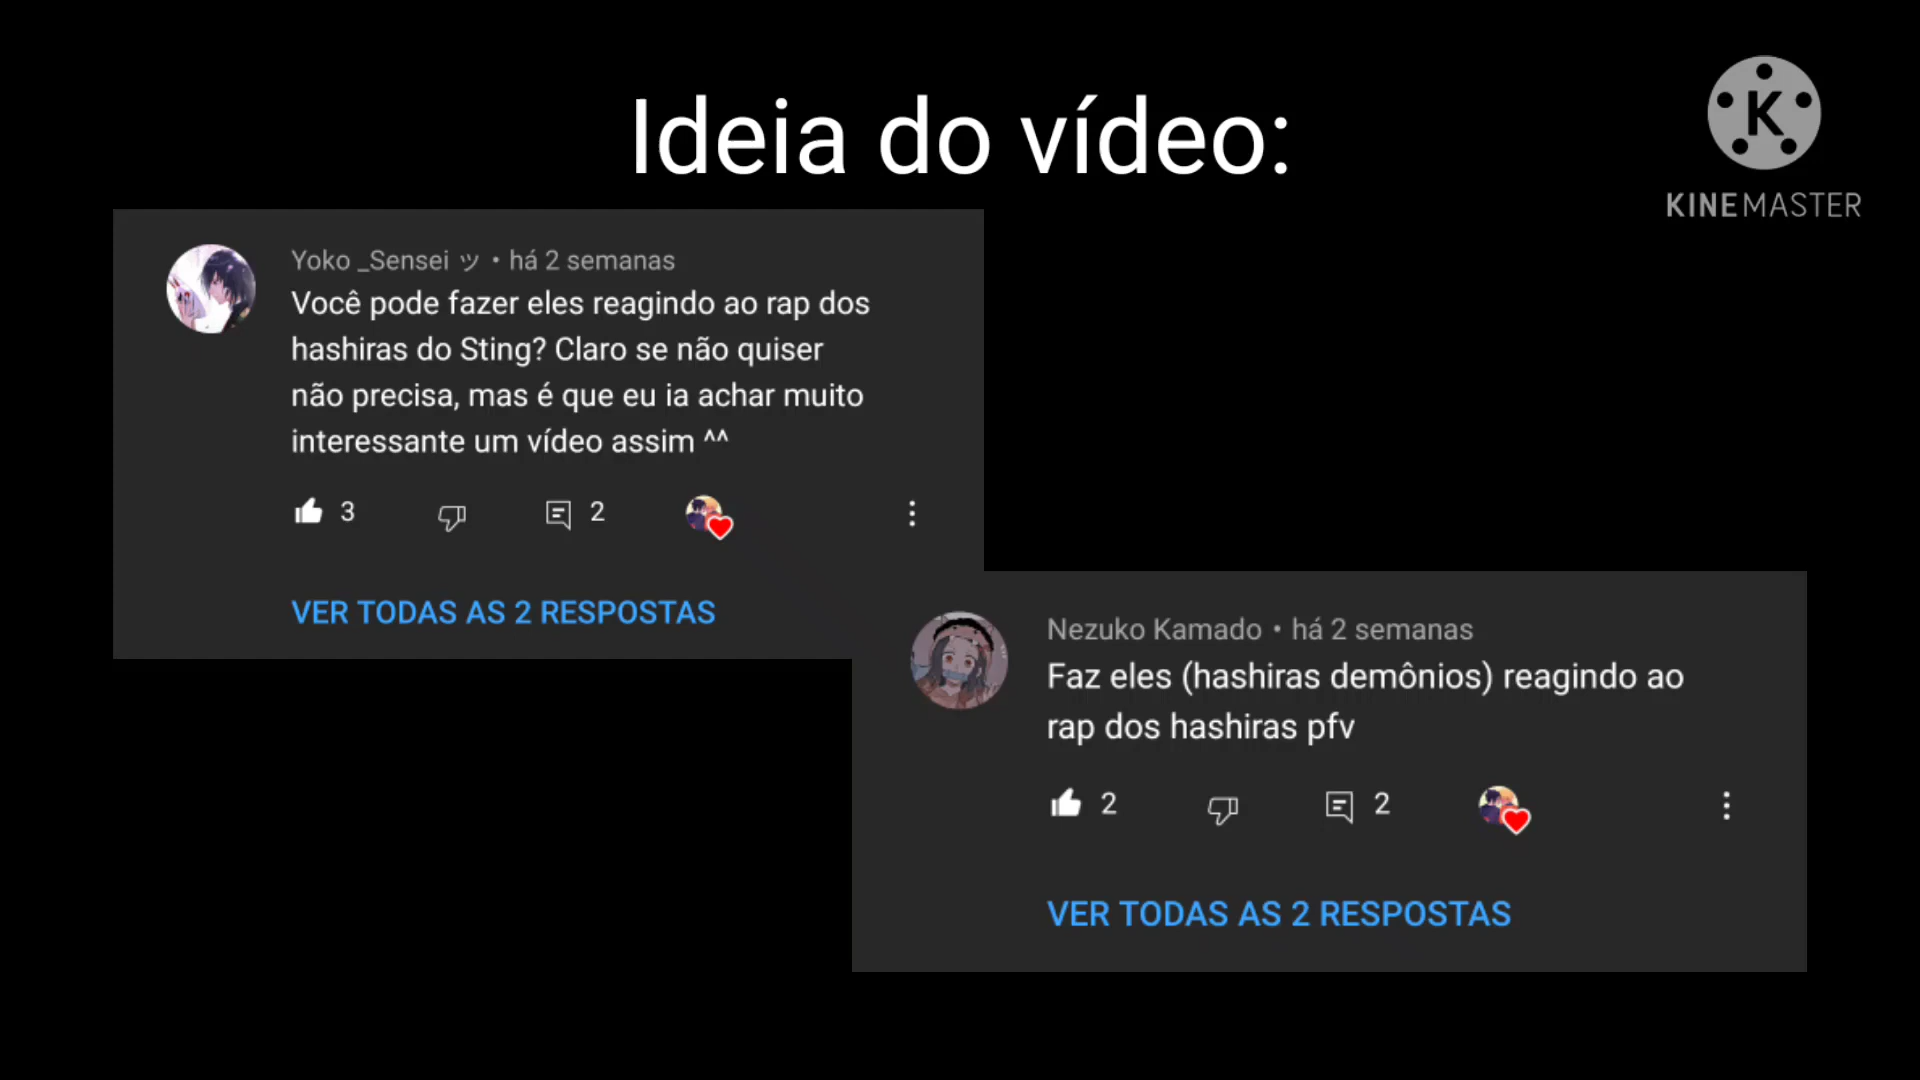 Ideia do vídeo:
K
KINEMASTER
Yoko _Sensei ッ • há 2 semanas
Você pode fazer eles reagindo ao rap dos
hashiras do Sting? Claro se não quiser
não precisa, mas é que eu ia achar muito
interessante um vídeo assim ^^
3
2
VER TODAS AS 2 RESPOSTAS
Nezuko Kamado • há 2 semanas
Faz eles (hashiras demônios) reagindo ao
rap dos hashiras pfv
2
2
VER TODAS AS 2 RESPOSTAS